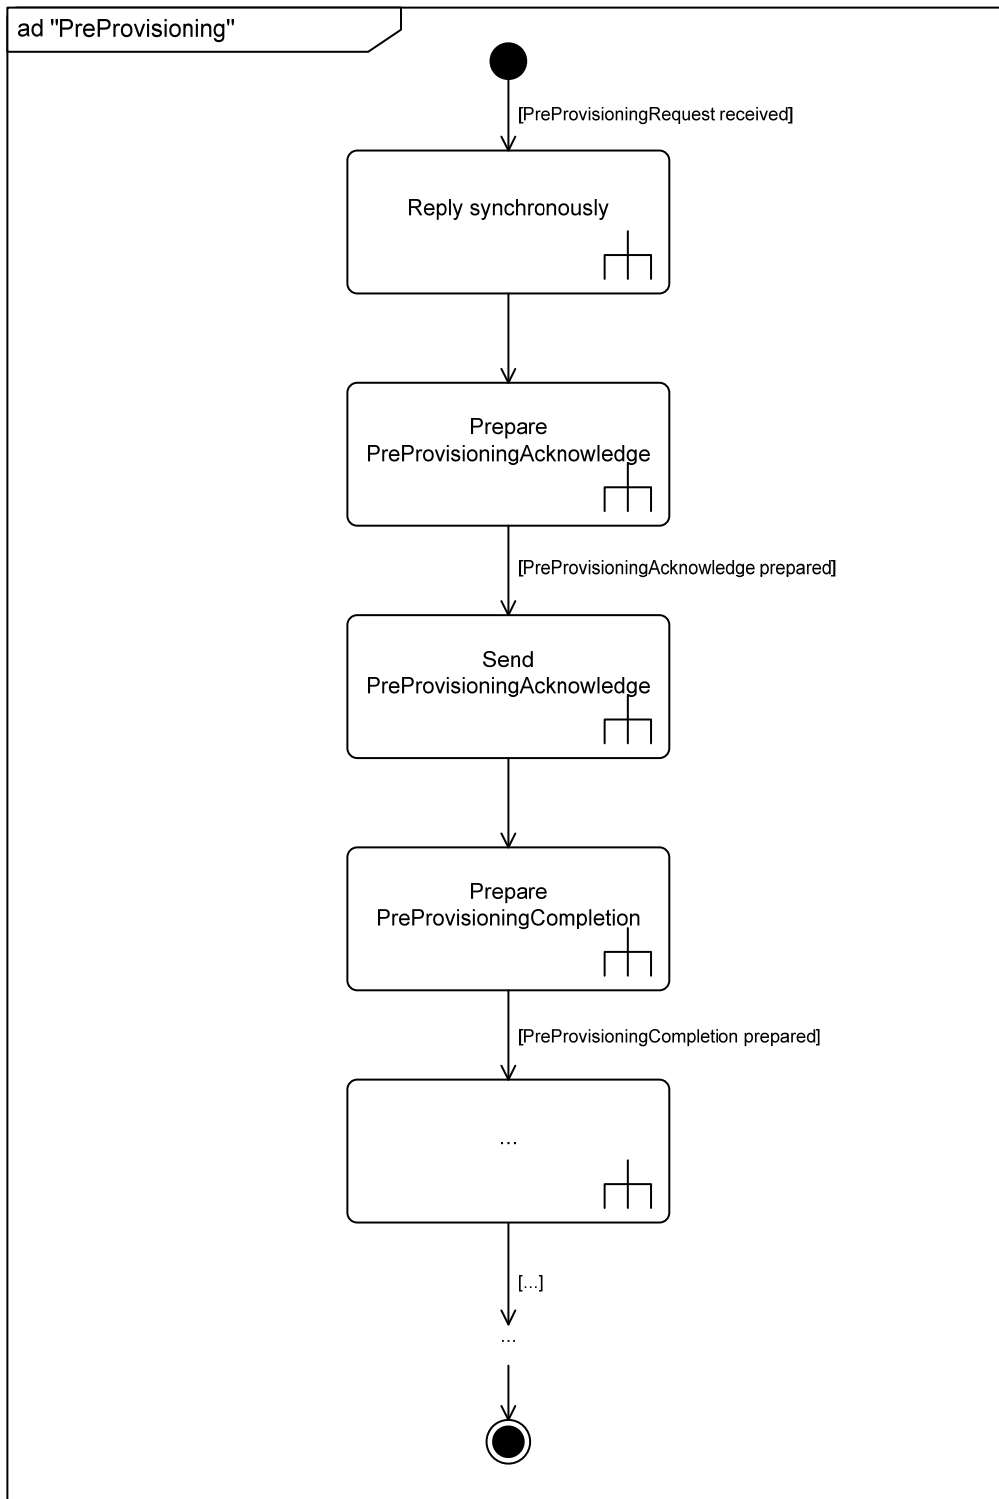 ad "PreProvisioning"
[PreProvisioningRequest received]
Reply synchronously
Prepare
PreProvisioningAcknowledge
[PreProvisioningAcknowledge prepared]
Send
PreProvisioningAcknowledge
Prepare
PreProvisioningCompletion
[PreProvisioningCompletion prepared]
...
[...]
...